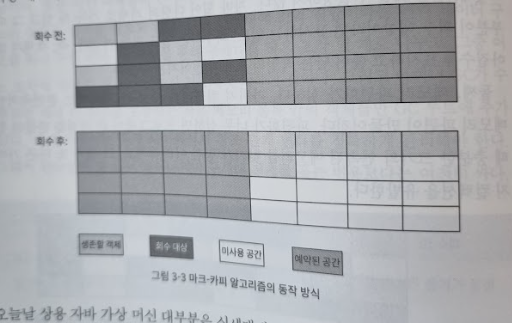 회수 전:
회수 후:
생존할 객체 회수 대상 미사용 공간 예약된 공간
그림 3-3 마크-카피 알고리즘의 동작 방식
오늘날 상용 자바 가상 머신 대부분은